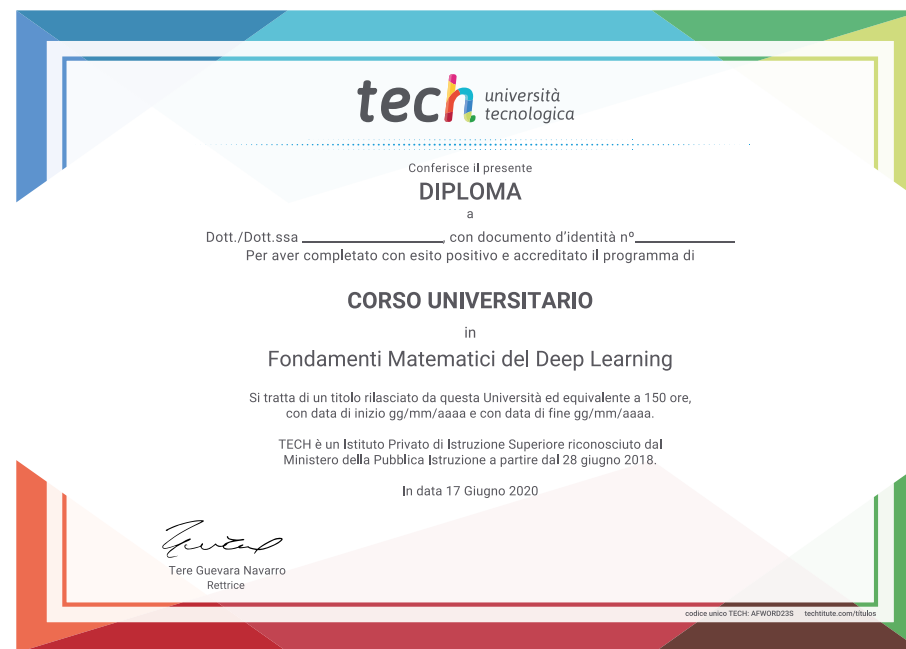 tech università
tecnologica
Conferisce il presente
DIPLOMA
a
Dott./Dott.ssa ____________, con documento d'identità nº____________
Per aver completato con esito positivo e accreditato il programma di
CORSO UNIVERSITARIO
in
Fondamenti Matematici del Deep Learning
Si tratta di un titolo rilasciato da questa Università ed equivalente a 150 ore,
con data di inizio gg/mm/aaaa e con data di fine gg/mm/aaaa.
TECH è un Istituto Privato di Istruzione Superiore riconosciuto dal
Ministero della Pubblica Istruzione a partire dal 28 giugno 2018.
In data 17 Giugno 2020
Tere Guevara Navarro
Rettrice
codice unico TECH: AFWORD23S techtitute.com/títulos